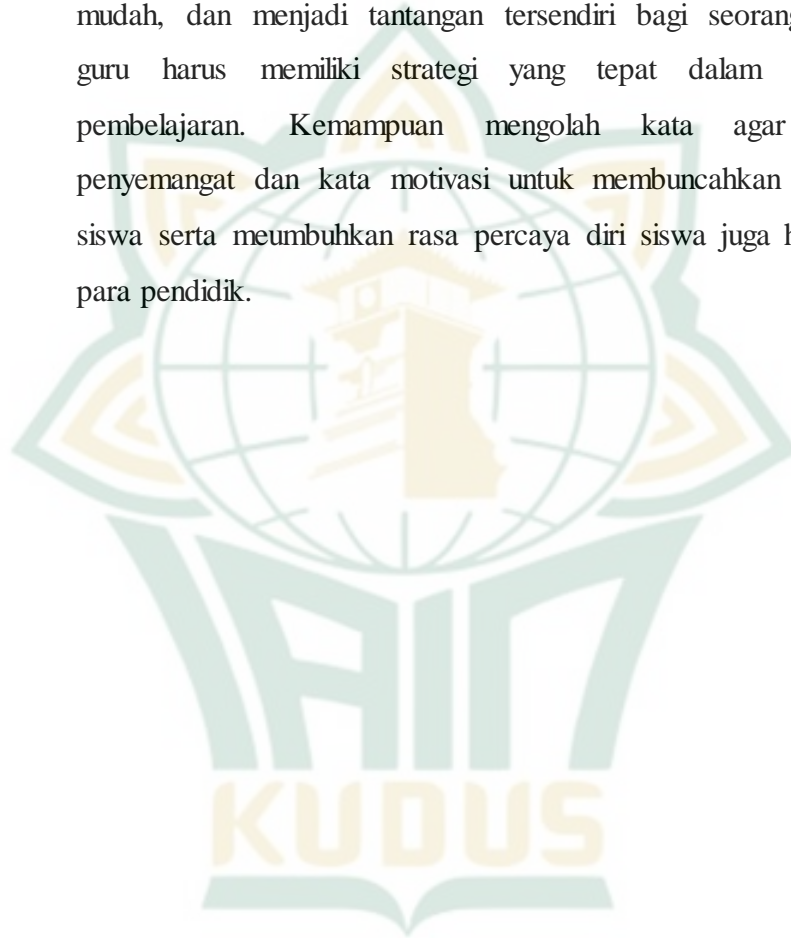 mudah, dan menjadi tantangan tersendiri bagi seorang
guru harus memiliki strategi yang tepat dalam
pembelajaran. Kemampuan mengolah kata agar
penyemangat dan kata motivasi untuk membuncahkan
siswa serta meumbuhkan rasa percaya diri siswa juga
para pendidik.
IAIN
KUDUS